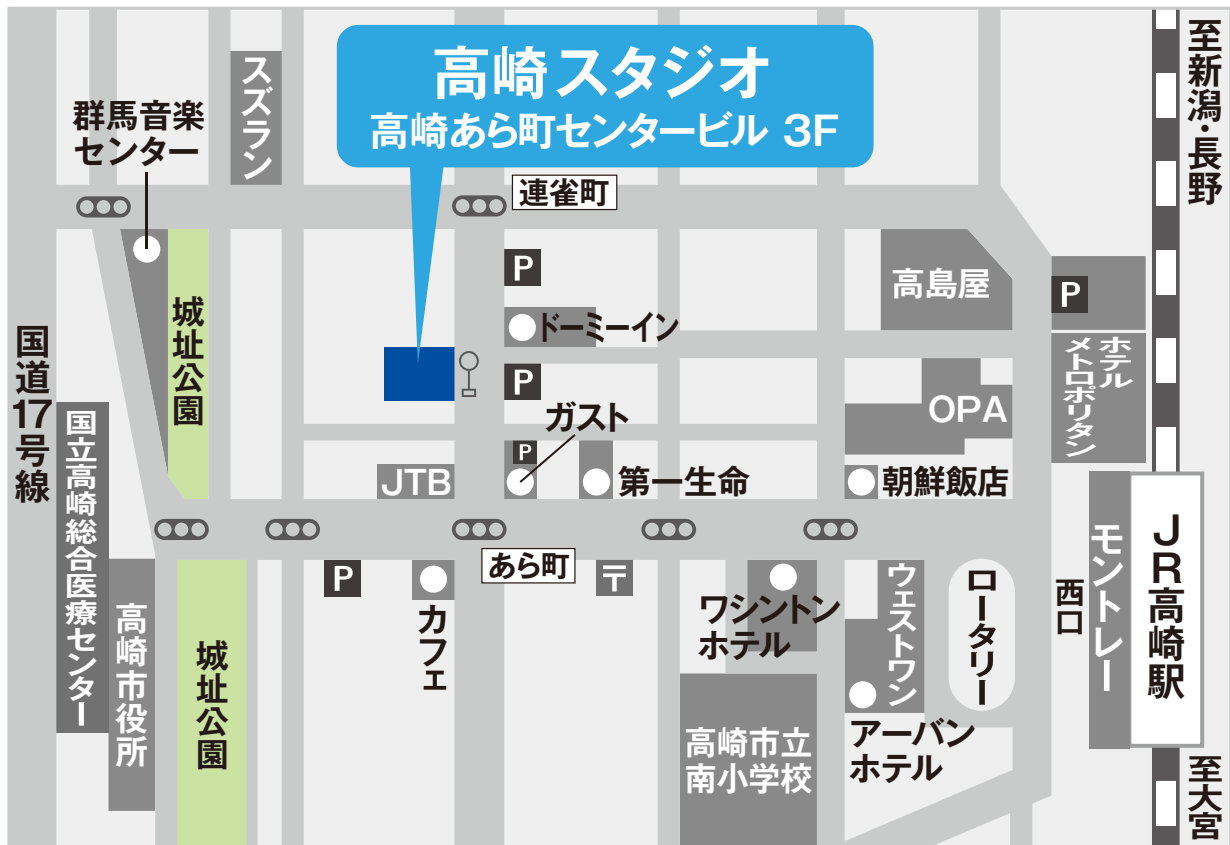 高崎スタジオ
高崎あら町センタービル 3F
至新潟・長野
スズラン
群馬音楽
センター
連雀町
P
高島屋
城址公園
ドーミーイン
P
国道17号線
ホテル
メトロポリタン
P
ガスト
OPA
国立高崎総合医療センター
P
JTB
第一生命
朝鮮飯店
あら町
〒
P
カフェ
ワシントン
ホテル
ウェストワン
ロータリー
西口
モントレー
JR高崎駅
高崎市役所
城址公園
高崎市立
南小学校
アーバン
ホテル
至大宮